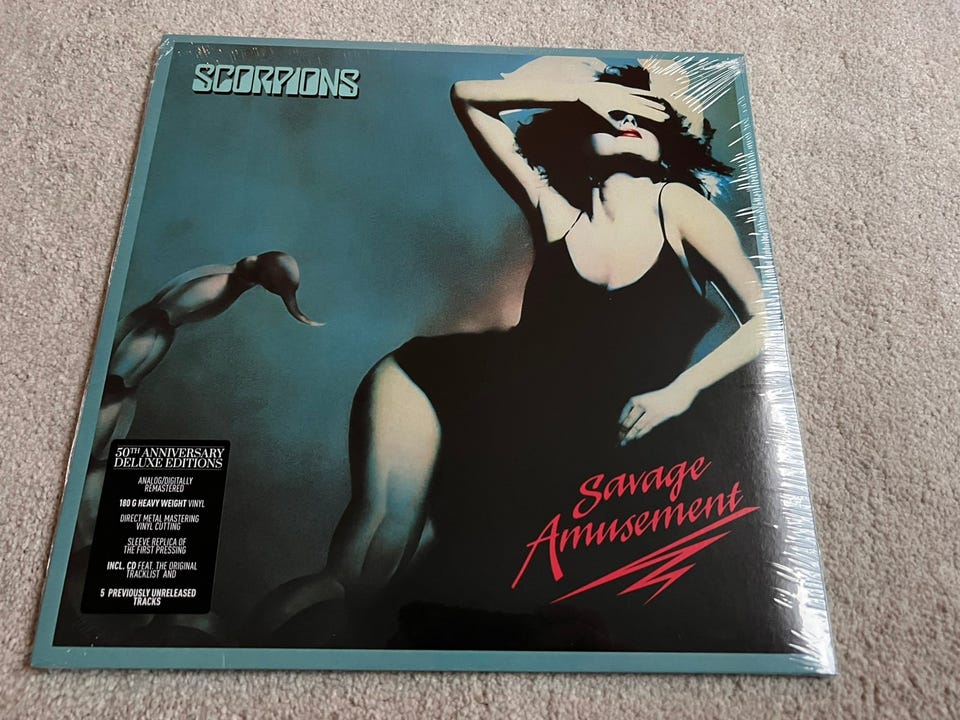 SCORPIONS
Savage
Amusement
50TH ANNIVERSARY
DELUXE EDITIONS
ANALOG/DIGITALLY
REMASTERED
180 G HEAVY WEIGHT VINYL
DIRECT METAL MASTERING
VINYL CUTTING
SLEEVE REPLICA OF
THE FIRST PRESSING
INCL. CD FEAT. THE ORIGINAL
TRACKLIST AND
5 PREVIOUSLY UNRELEASED
TRACKS